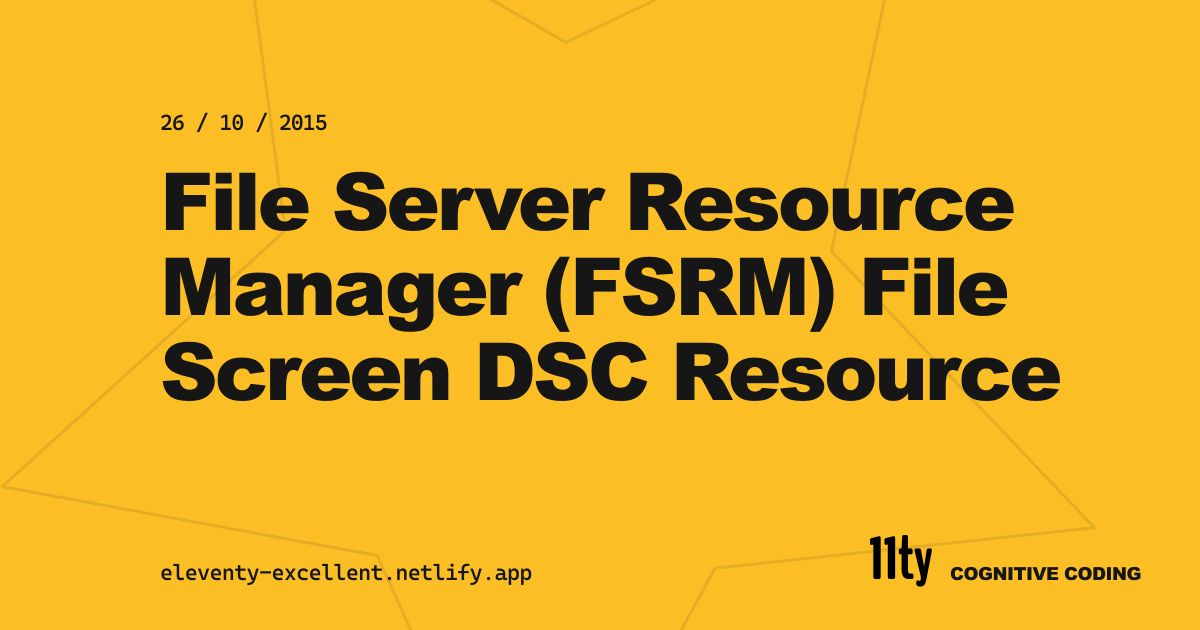 26 / 10 / 2015
File Server Resource
Manager (FSRM) File
Screen DSC Resource
eleventy-excellent.netlify.app
11ty COGNITIVE CODING